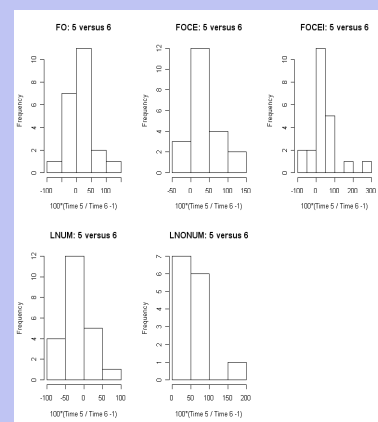 FO: 5 versus 6
Frequency
0 2 4 6 8 10
-100 0 50 100
100*(Time 5 / Time 6 -1)
FOCE: 5 versus 6
Frequency
0 2 4 6 8 10 12
-50 0 50 100 150
100*(Time 5 / Time 6 -1)
FOCEI: 5 versus 6
Frequency
0 2 4 6 8 10
-100 0 100 200 300
100*(Time 5 / Time 6 -1)
LNUM: 5 versus 6
Frequency
0 2 4 6 8 10 12
-100 -50 0 50 100
100*(Time 5 / Time 6 -1)
LNONUM: 5 versus 6
Frequency
0 1 2 3 4 5 6 7
0 50 100 150 200
100*(Time 5 / Time 6 -1)